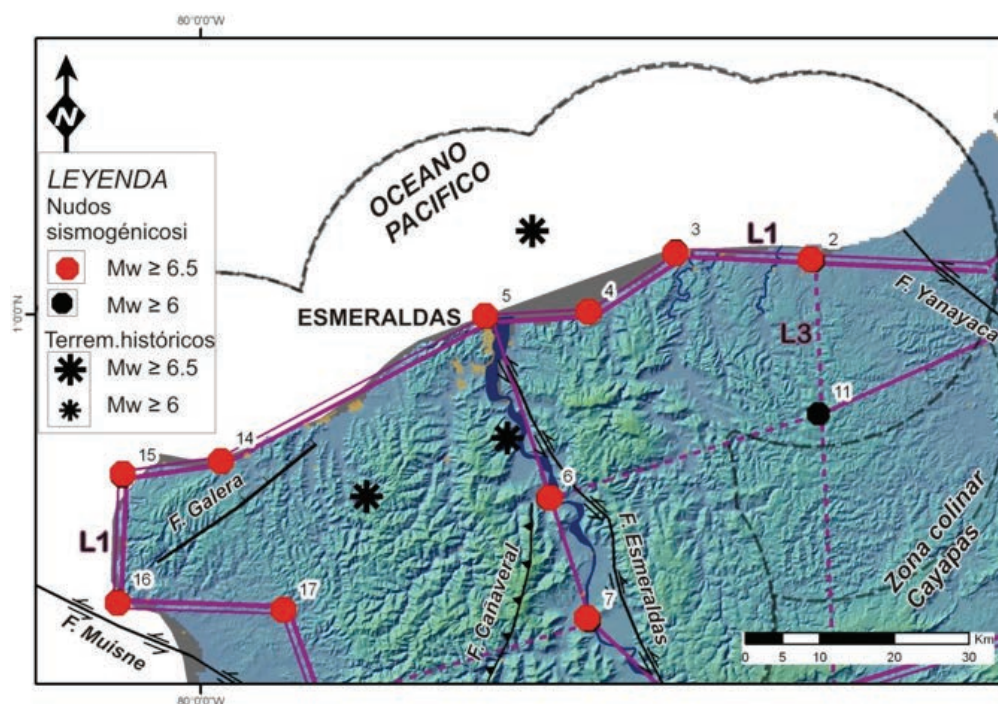 80°0'0"W
N
LEYENDA
Nudos
sismogénicosi
Mw ≥ 6.5
Mw ≥ 6
Terrem.históricos
Mw ≥ 6.5
Mw ≥ 6
OCEANO
PACIFICO
3
L1
2
4
5
ESMERALDAS
1°0'0"N
F. Yanayaca
L3
11
14
15
F. Galera
6
L1
F. Cañaveral
F. Esmeraldas
Zona colinar
Cayapas
16
17
7
F. Muisne
Km
0 5 10 20 30
80°0'0"W